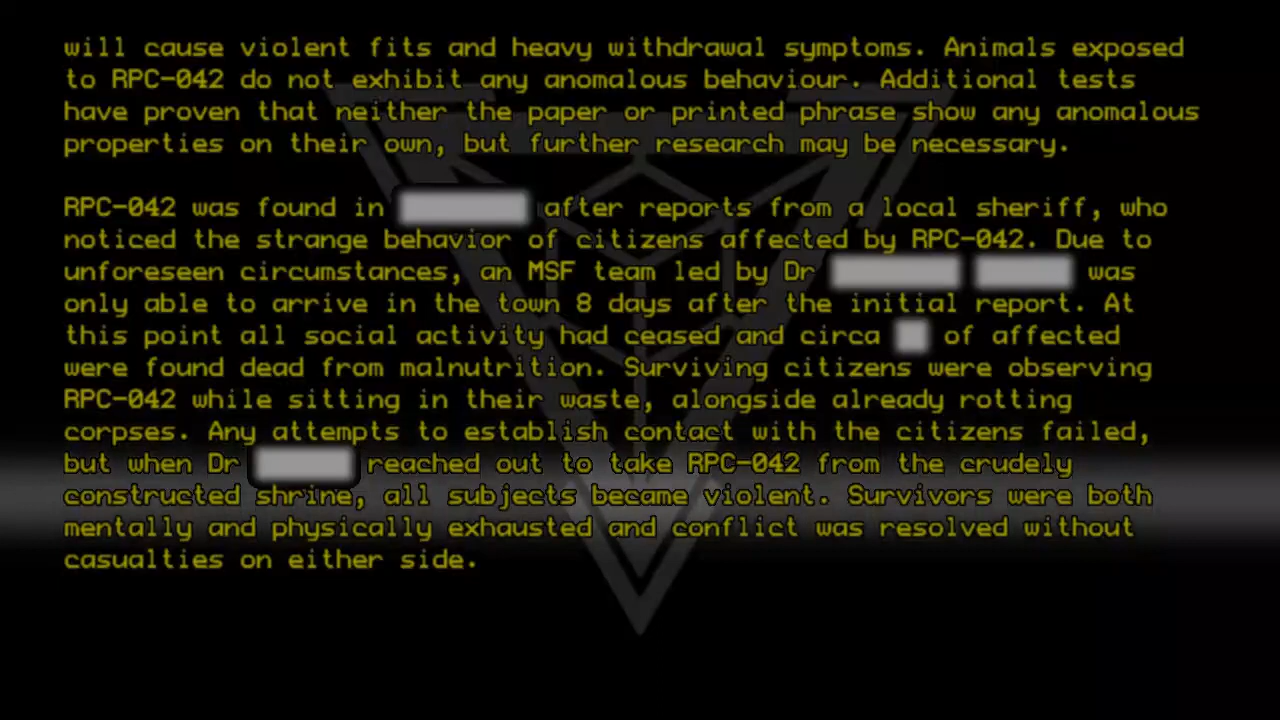 will cause violent fits and heavy withdrawal symptoms. Animals exposed
to RPC-042 do not exhibit any anomalous behaviour. Additional tests
have proven that neither the paper or printed phrase show any anomalous
properties on their own, but further research may be necessary.
RPC-042 was found in after reports from a local sheriff, who
noticed the strange behavior of citizens affected by RPC-042. Due to
unforeseen circumstances, an MSF team led by Dr was
only able to arrive in the town 8 days after the initial report. At
this point all social activity had ceased and circa of affected
were found dead from malnutrition. Surviving citizens were observing
RPC-042 while sitting in their waste, alongside already rotting
corpses. Any attempts to establish contact with the citizens failed,
but when Dr reached out to take RPC-042 from the crudely
constructed shrine, all subjects became violent. Survivors were both
mentally and physically exhausted and conflict was resolved without
casualties on either side.